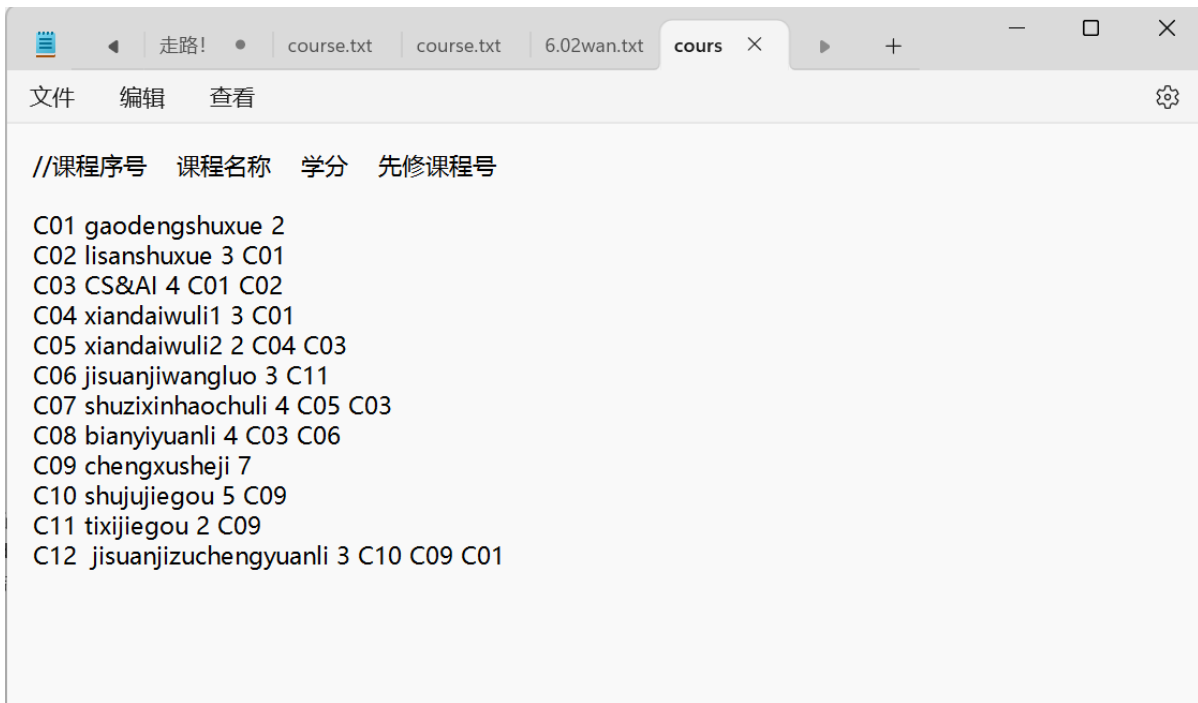 走路! course.txt course.txt 6.02wan.txt cours
文件 编辑 查看
//课程序号 课程名称 学分 先修课程号
C01 gaodengshuxue 2
C02 lisanshuxue 3 C01
C03 CS&AI 4 C01 C02
C04 xiandaiwuli1 3 C01
C05 xiandaiwuli2 2 C04 C03
C06 jisuanjiwangluo 3 C11
C07 shuzixinhaochuli 4 C05 C03
C08 bianyiyuanli 4 C03 C06
C09 chengxusheji 7
C10 shujujiegou 5 C09
C11 tixijiegou 2 C09
C12  jisuanjizuchengyuanli 3 C10 C09 C01